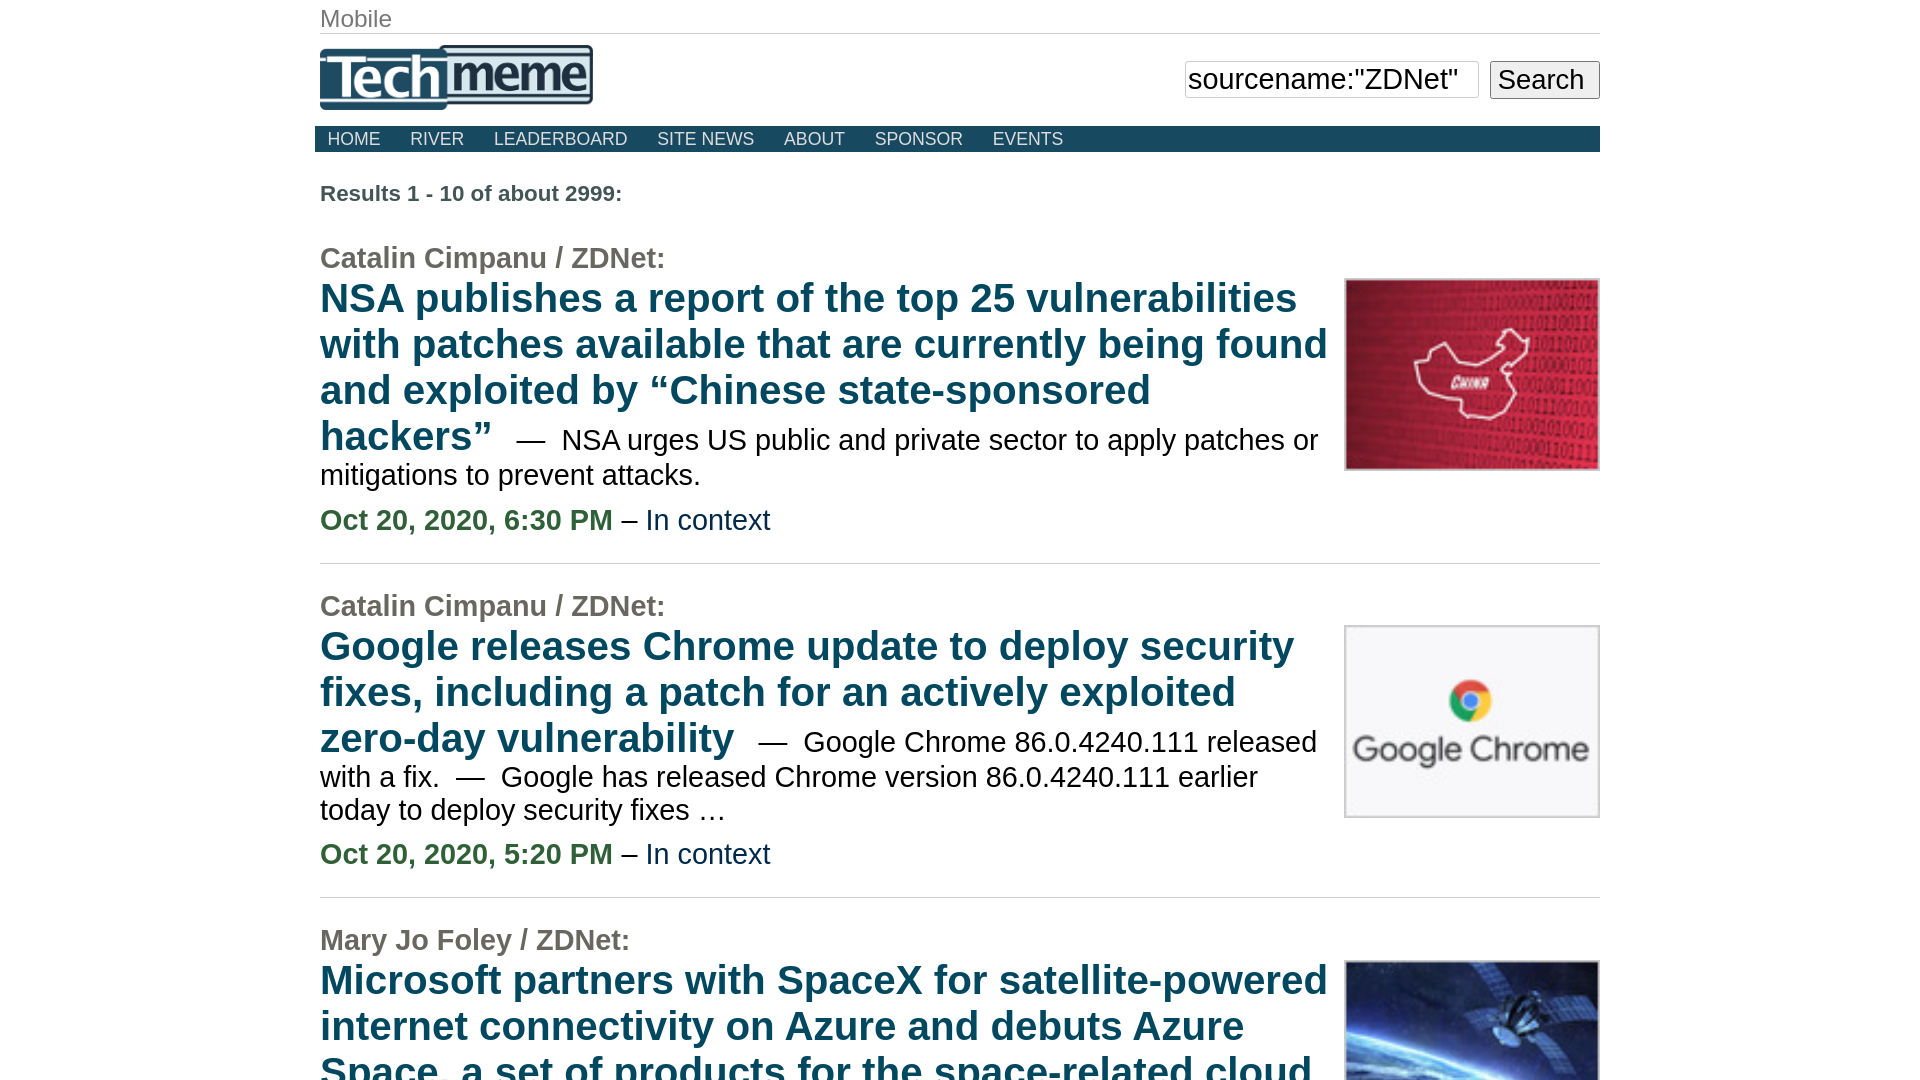 Mobile
Techmeme
sourcename:"ZDNet" Search
HOME RIVER LEADERBOARD SITE NEWS ABOUT SPONSOR EVENTS
Results 1 - 10 of about 2999:
Catalin Cimpanu / ZDNet:
NSA publishes a report of the top 25 vulnerabilities
with patches available that are currently being found
and exploited by “Chinese state-sponsored
hackers” — NSA urges US public and private sector to apply patches or
mitigations to prevent attacks.
CHINA
Oct 20, 2020, 6:30 PM – In context
Catalin Cimpanu / ZDNet:
Google releases Chrome update to deploy security
fixes, including a patch for an actively exploited
zero-day vulnerability — Google Chrome 86.0.4240.111 released
with a fix. — Google has released Chrome version 86.0.4240.111 earlier
today to deploy security fixes …
Google Chrome
Oct 20, 2020, 5:20 PM – In context
Mary Jo Foley / ZDNet:
Microsoft partners with SpaceX for satellite-powered
internet connectivity on Azure and debuts Azure
Space, a set of products for the space-related cloud